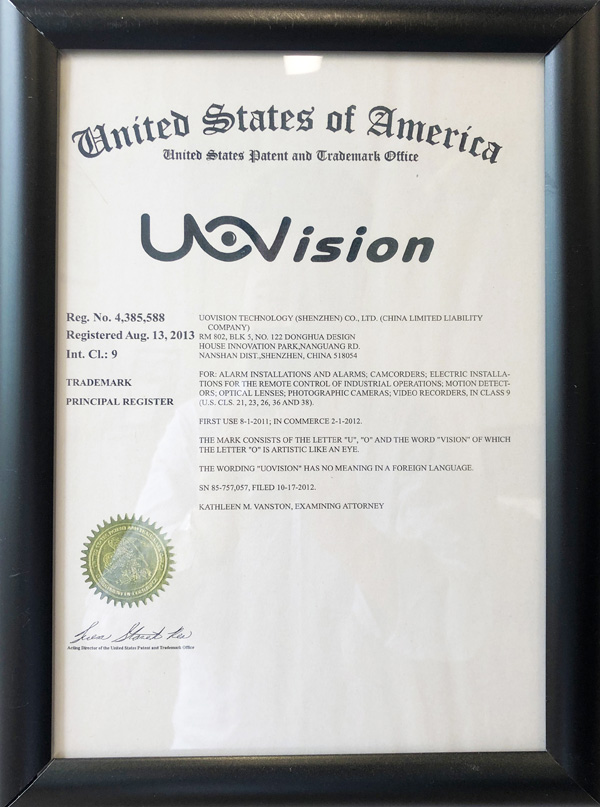 United States of America
United States Patent and Trademark Office
UOVision
Reg. No. 4,385,588
Registered Aug. 13, 2013
Int. Cl.: 9
TRADEMARK
PRINCIPAL REGISTER
UOVISION TECHNOLOGY (SHENZHEN) CO., LTD. (CHINA LIMITED LIABILITY
COMPANY)
RM 802, BLK 5, NO. 122 DONGHUA DESIGN
HOUSE INNOVATION PARK,NANGUANG RD.
NANSHAN DIST.,SHENZHEN, CHINA 518054
FOR: ALARM INSTALLATIONS AND ALARMS; CAMCORDERS; ELECTRIC INSTALLA-
TIONS FOR THE REMOTE CONTROL OF INDUSTRIAL OPERATIONS; MOTION DETECT-
ORS; OPTICAL LENSES; PHOTOGRAPHIC CAMERAS; VIDEO RECORDERS, IN CLASS 9
(U.S. CLS. 21, 23, 26, 36 AND 38).
FIRST USE 8-1-2011; IN COMMERCE 2-1-2012.
THE MARK CONSISTS OF THE LETTER "U", "O" AND THE WORD "VISION" OF WHICH
THE LETTER "O" IS ARTISTIC LIKE AN EYE.
THE WORDING "UOVISION" HAS NO MEANING IN A FOREIGN LANGUAGE.
SN 85-757,057, FILED 10-17-2012.
KATHLEEN M. VANSTON, EXAMINING ATTORNEY
Acting Director of the United States Patent and Trademark Office